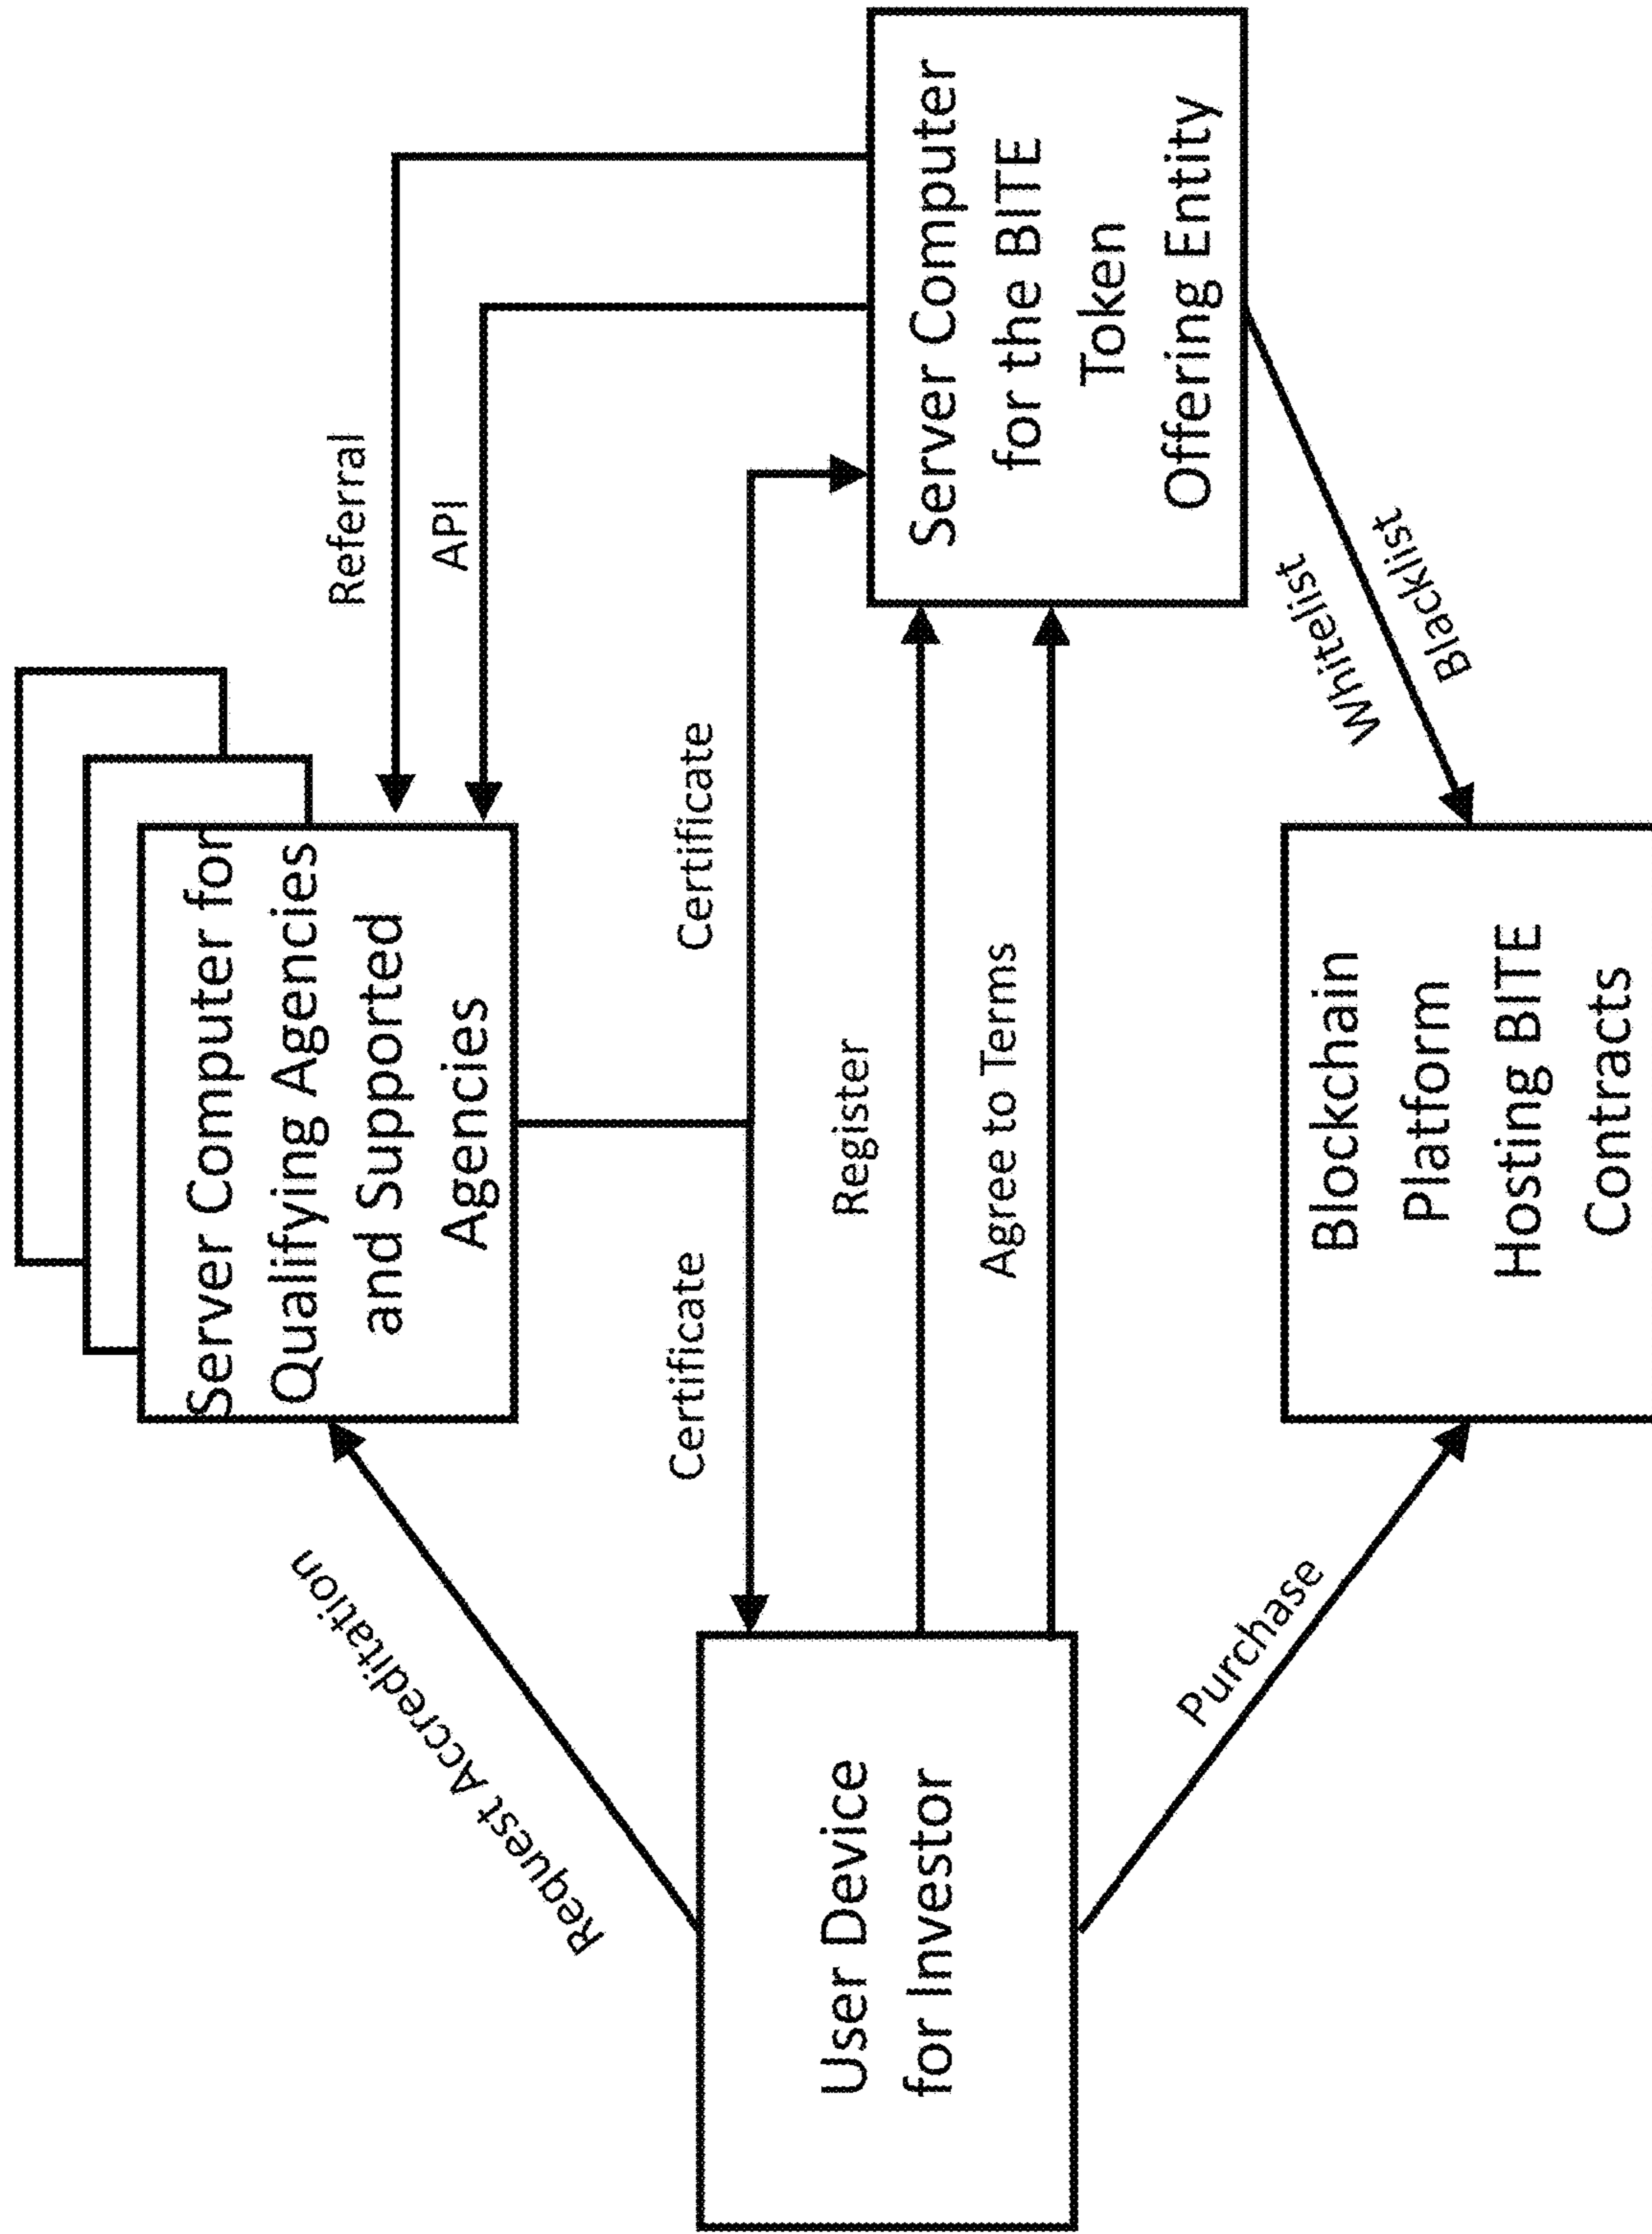 Server Computer for
Qualifying Agencies
and Supported
Agencies
Referral
API
Request Accreditation
Certificate
Certificate
User Device
for Investor
Register
Agree to Terms
Server Computer
for the BITE
Token
Offering Entity
Purchase
Whitelist
Blacklist
Blockchain
Platform
Hosting BITE
Contracts